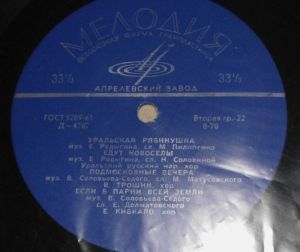 МЕЛОДИЯ
ВСЕСОЮЗНАЯ ФИРМА ГРАМПЛАСТИНОК
33⅓ 33⅓
АПРЕЛЕВСКИЙ ЗАВОД
ГОСТ 5289-61 Вторая гр.-22
Д-4787 0-70
УРАЛЬСКАЯ РЯБИНУШКА
муз. Е. Родыгина, сл. М. Пилипенко
ЕДУТ НОВОСЕЛЫ
муз. Е. Родыгина, сл. Н. Солохиной
Уральский русский нар. хор
ПОДМОСКОВНЫЕ ВЕЧЕРА
муз. В. Соловьева-Седого, сл. М. Матусовского
В. ТРОШИН, хор
ЕСЛИ Б ПАРНИ ВСЕЙ ЗЕМЛИ
муз. В. Соловьева-Седого
сл. Е. Долматовского
Е. КИБКАЛО хор